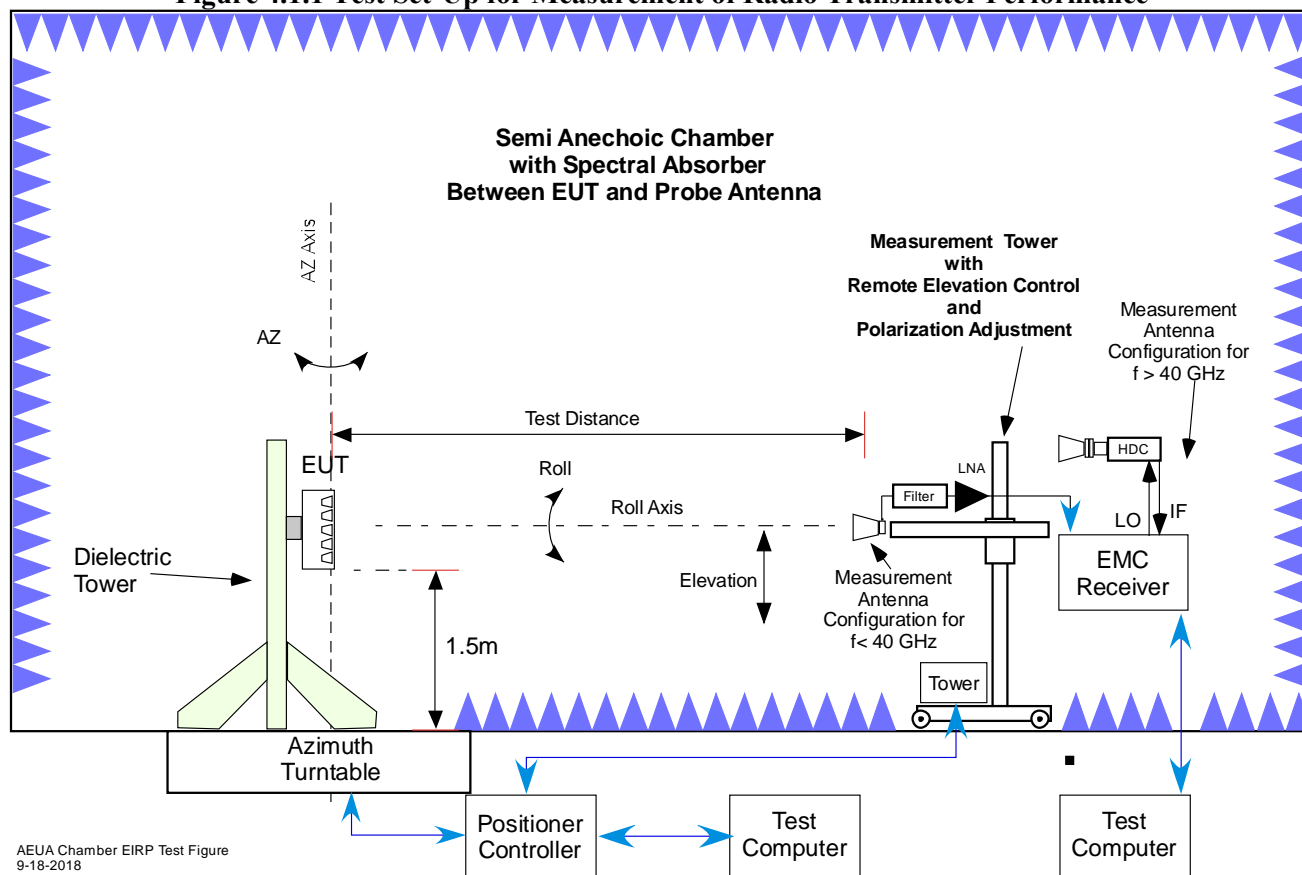 Figure 4.1.1 Test Set-Up for Measurement of Radio Transmitter Performance
Semi Anechoic Chamber
with Spectral Absorber
Between EUT and Probe Antenna
AZ Axis
AZ
Measurement Tower
with
Remote Elevation Control
and
Polarization Adjustment
Measurement
Antenna
Configuration for
f > 40 GHz
Test Distance
EUT
Roll
Roll Axis
LNA
Filter
HDC
LO
IF
Dielectric
Tower
Elevation
Measurement
Antenna
Configuration for
f< 40 GHz
EMC
Receiver
1.5m
Tower
Azimuth
Turntable
Positioner
Controller
Test
Computer
Test
Computer
AEUA Chamber EIRP Test Figure
9-18-2018